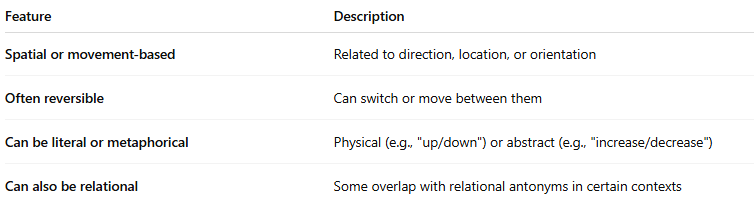 Feature Description
Spatial or movement-based Related to direction, location, or orientation
Often reversible Can switch or move between them
Can be literal or metaphorical Physical (e.g., "up/down") or abstract (e.g., "increase/decrease")
Can also be relational Some overlap with relational antonyms in certain contexts